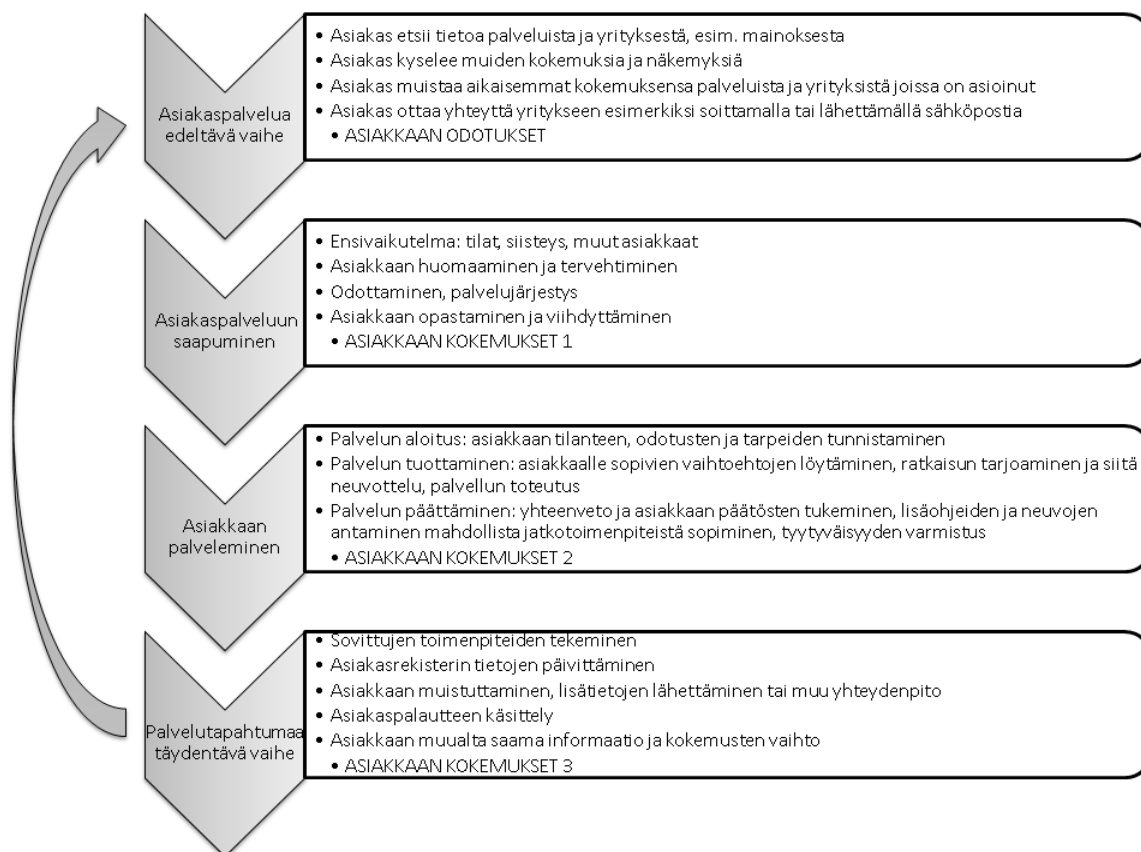 Asiakaspalvelua
edeltävä vaihe
• Asiakas etsii tietoa palveluista ja yrityksestä, esim. mainoksesta
• Asiakas kyselee muiden kokemuksia ja näkemyksiä
• Asiakas muistaa aikaisemmat kokemuksensa palveluista ja yrityksistä joissa on asioinut
• Asiakas ottaa yhteyttä yritykseen esimerkiksi soittamalla tai lähettämällä sähköpostia
• ASIAKKAAN ODOTUKSET
Asiakaspalveluun
saapuminen
• Ensivaikutelma: tilat, siisteys, muut asiakkaat
• Asiakkaan huomaaminen ja tervehtiminen
• Odottaminen, palvelujärjestys
• Asiakkaan opastaminen ja viihdyttäminen
• ASIAKKAAN KOKEMUKSET 1
Asiakkaan
palveleminen
• Palvelun aloitus: asiakkaan tilanteen, odotusten ja tarpeiden tunnistaminen
• Palvelun tuottaminen: asiakkaalle sopivien vaihtoehtojen löytäminen, ratkaisun tarjoaminen ja siitä
neuvottelu, palvellun toteutus
• Palvelun päättäminen: yhteenveto ja asiakkaan päätösten tukeminen, lisäohjeiden ja neuvojen
antaminen mahdollista jatkotoimenpiteistä sopiminen, tyytyväisyyden varmistus
• ASIAKKAAN KOKEMUKSET 2
Palvelutapahtumaa
täydentävä vaihe
• Sovittujen toimenpiteiden tekeminen
• Asiakasrekisterin tietojen päivittäminen
• Asiakkaan muistuttaminen, lisätietojen lähettäminen tai muu yhteydenpito
• Asiakaspalautteen käsittely
• Asiakkaan muualta saama informaatio ja kokemusten vaihto
• ASIAKKAAN KOKEMUKSET 3